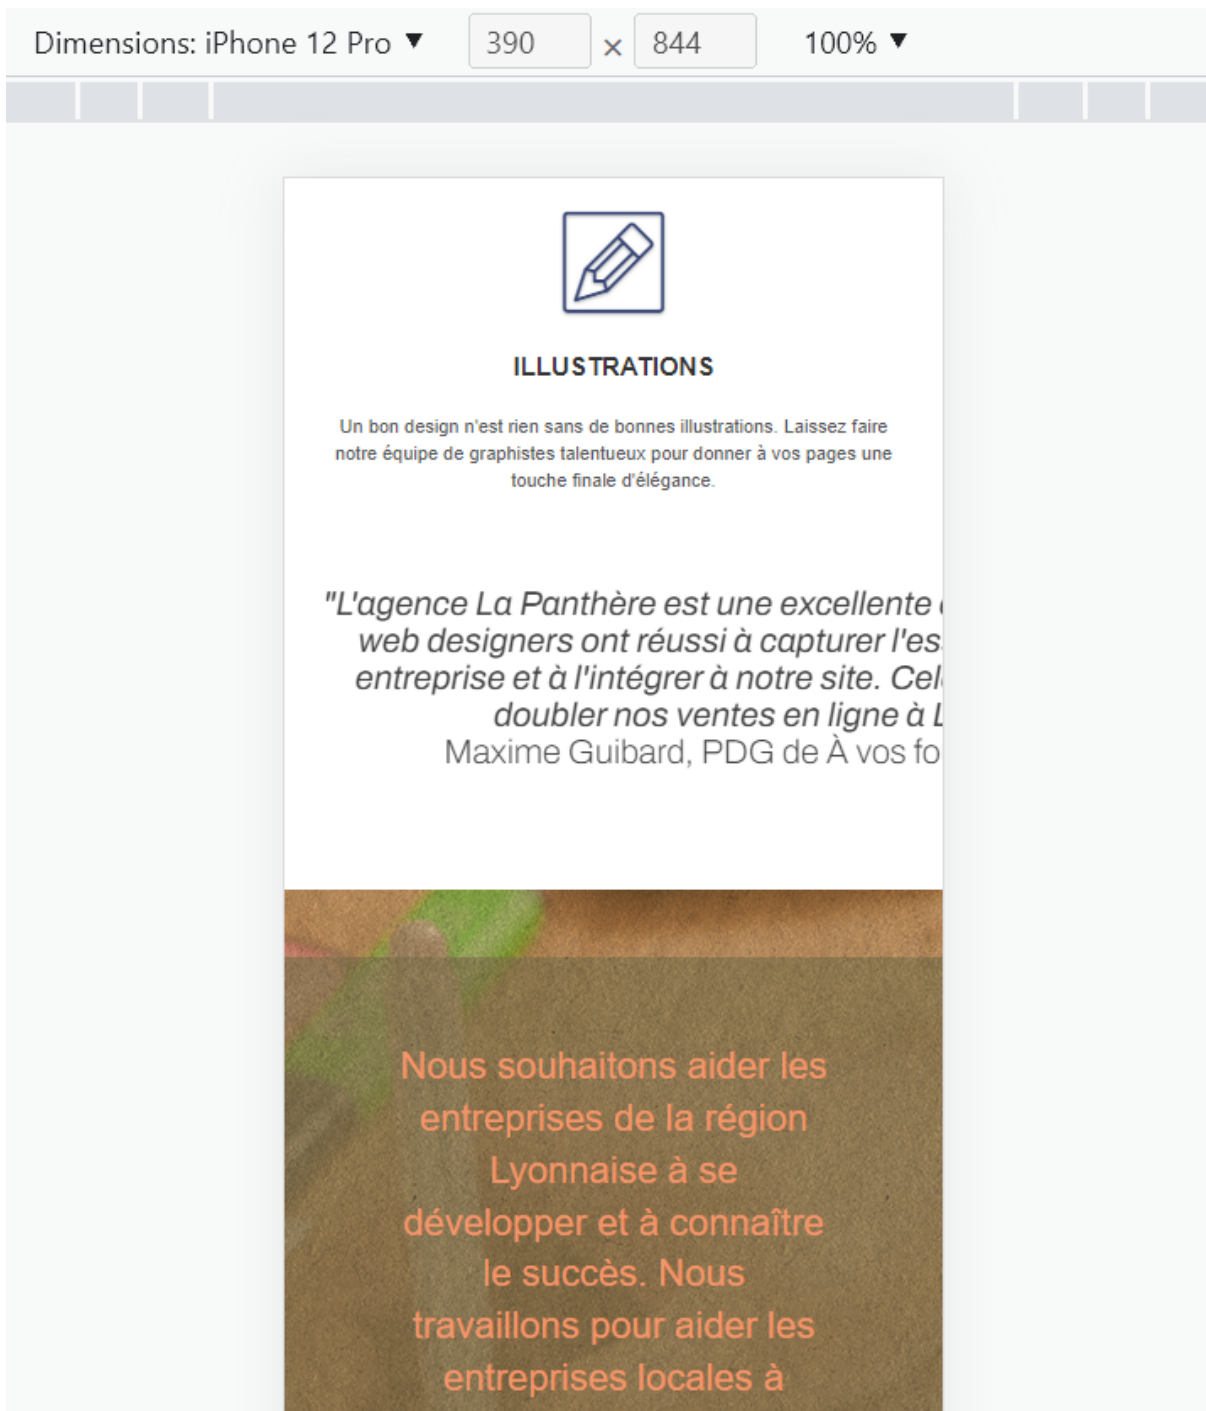 Dimensions: iPhone 12 Pro ▼ 390 × 844 100% ▼
ILLUSTRATIONS
Un bon design n'est rien sans de bonnes illustrations. Laissez faire
notre équipe de graphistes talentueux pour donner à vos pages une
touche finale d'élégance.
"L'agence La Panthère est une excellente
web designers ont réussi à capturer l'es
entreprise et à l'intégrer à notre site. Cel
doubler nos ventes en ligne à L
Maxime Guibard, PDG de À vos fo
Nous souhaitons aider les
entreprises de la région
Lyonnaise à se
développer et à connaître
le succès. Nous
travaillons pour aider les
entreprises locales à